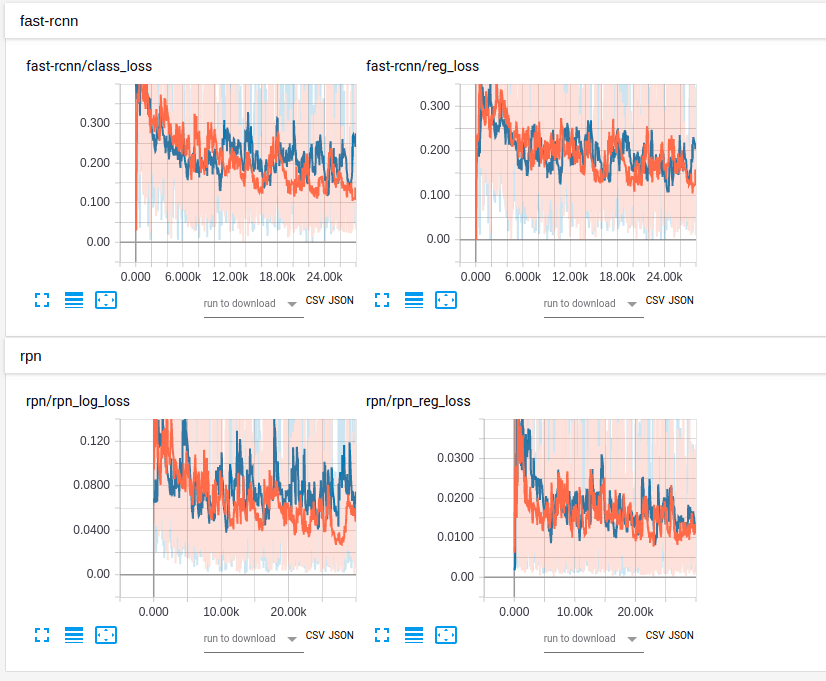 fast-rcnn
fast-rcnn/class_loss
0.300
0.200
0.100
0.00
0.000 6.000k 12.00k 18.00k 24.00k
run to download CSV JSON
fast-rcnn/reg_loss
0.300
0.200
0.100
0.00
0.000 6.000k 12.00k 18.00k 24.00k
run to download CSV JSON
rpn
rpn/rpn_log_loss
0.120
0.0800
0.0400
0.00
0.000 10.00k 20.00k
run to download CSV JSON
rpn/rpn_reg_loss
0.0300
0.0200
0.0100
0.00
0.000 10.00k 20.00k
run to download CSV JSON